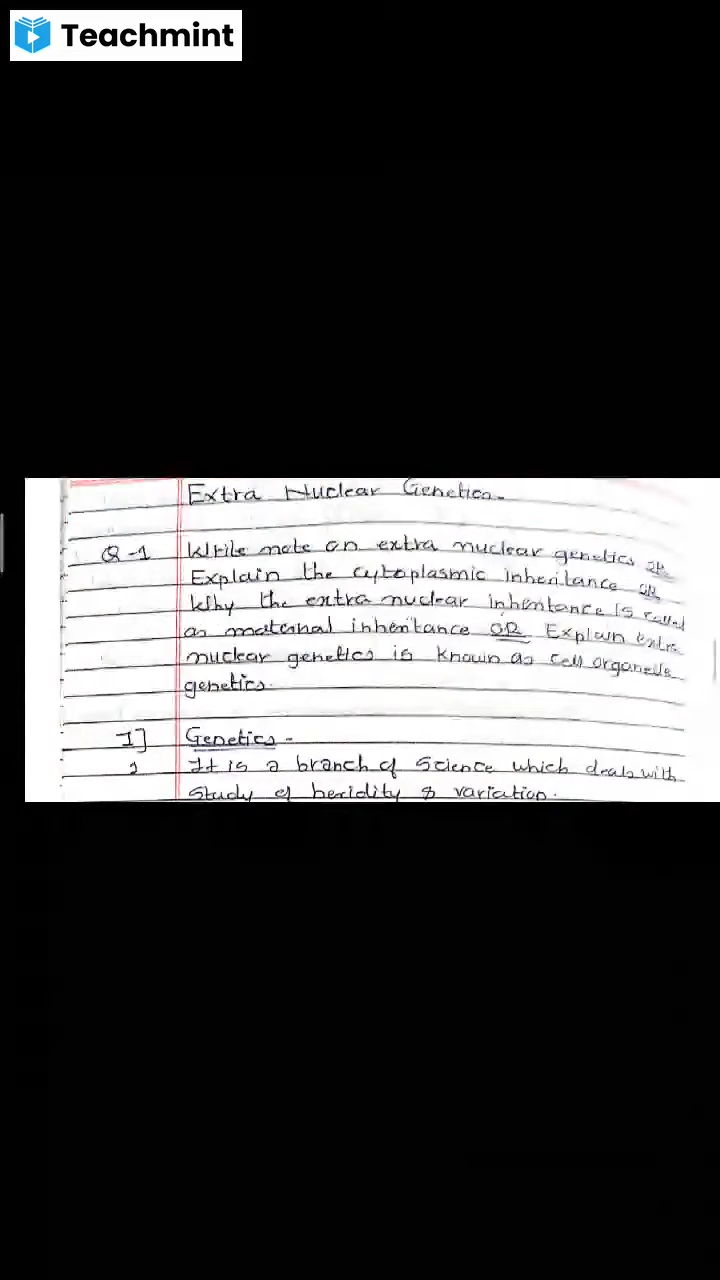 Teachmint
Extra Nuclear Genetics.
Q-1 Write note on extra nuclear genetics OR
Explain the cytoplasmic inheritance OR
Why the extra nuclear inheritance is called
as maternal inheritance OR Explain extra
nuclear genetics is known as cell organelle
genetics.
1] Genetics -
1 It is a branch of Science which deals with
Study of heridity & variation.